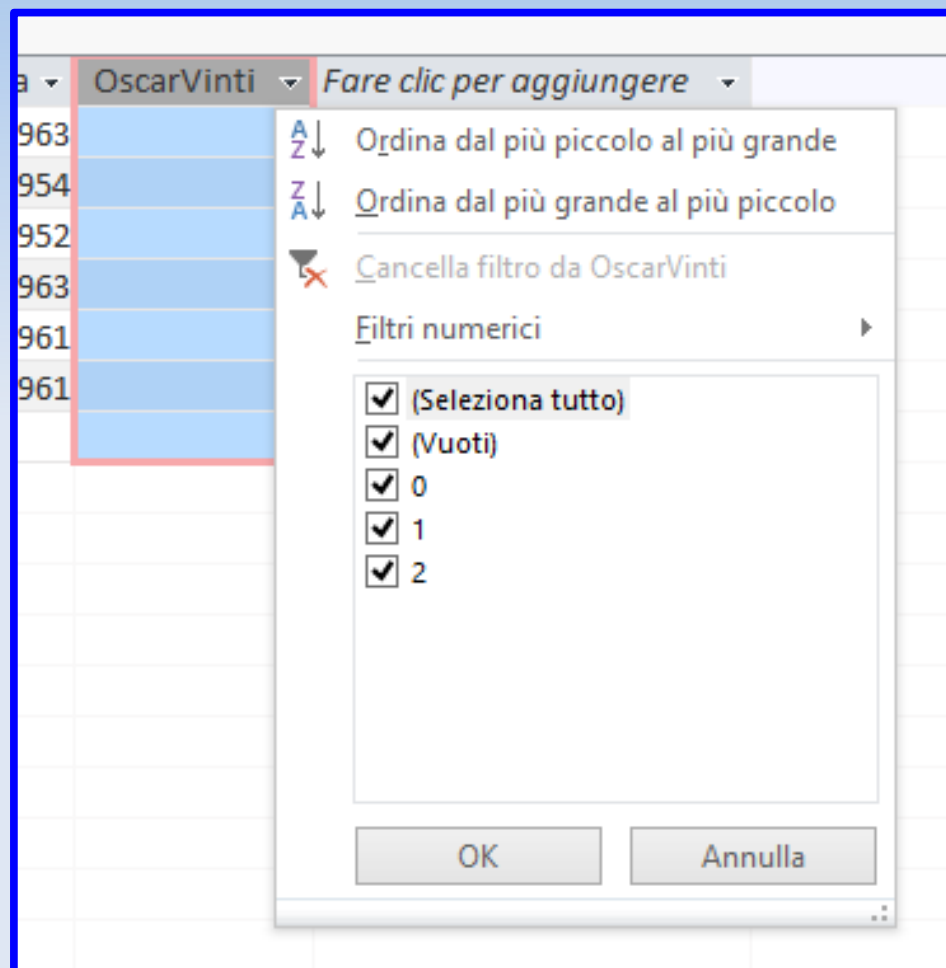 a OscarVinti Fare clic per aggiungere
963
954
952
963
961
961
Ordina dal più piccolo al più grande
Ordina dal più grande al più piccolo
Cancella filtro da OscarVinti
Filtri numerici
(Seleziona tutto)
(Vuoti)
0
1
2
OK Annulla